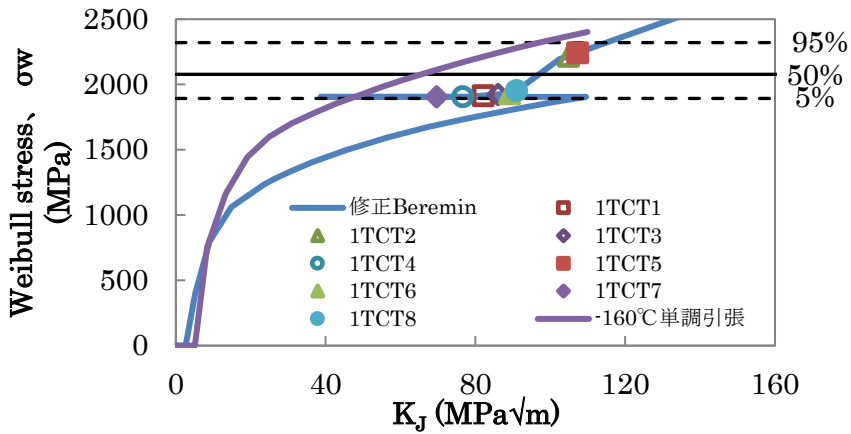 2500
2000
1500
1000
500
0
Weibull stress、 σw
(MPa)
95%
50%
5%
修正Beremin
1TCT1
1TCT2
1TCT3
1TCT4
1TCT5
1TCT6
1TCT7
1TCT8
-160℃単調引張
0 40 80 120 160
KJ (MPa√m)